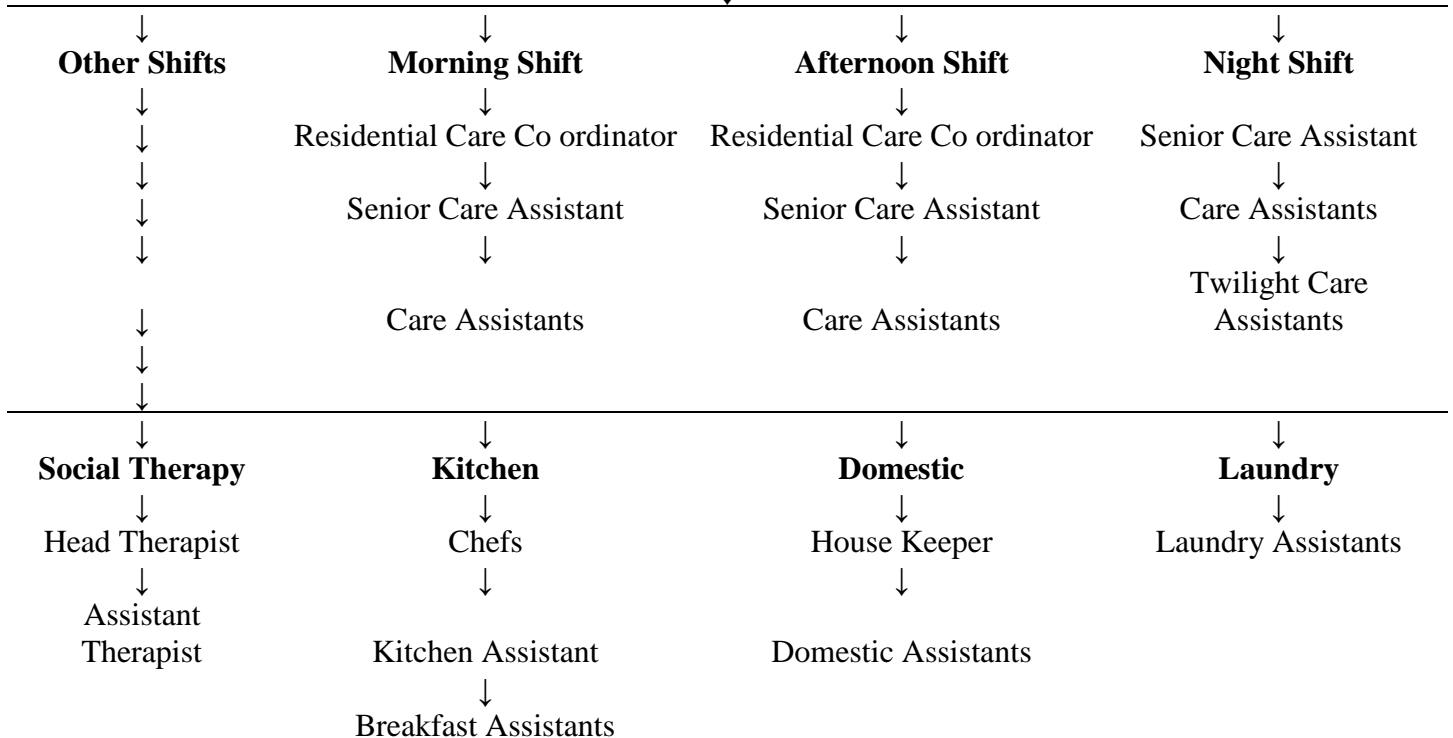 Other Shifts Morning Shift Afternoon Shift Night Shift
Residential Care Co ordinator Residential Care Co ordinator Senior Care Assistant
Senior Care Assistant Senior Care Assistant Care Assistants
Twilight Care
Care Assistants Care Assistants Assistants
Social Therapy Kitchen Domestic Laundry
Head Therapist Chefs House Keeper Laundry Assistants
Assistant
Therapist Kitchen Assistant Domestic Assistants
Breakfast Assistants